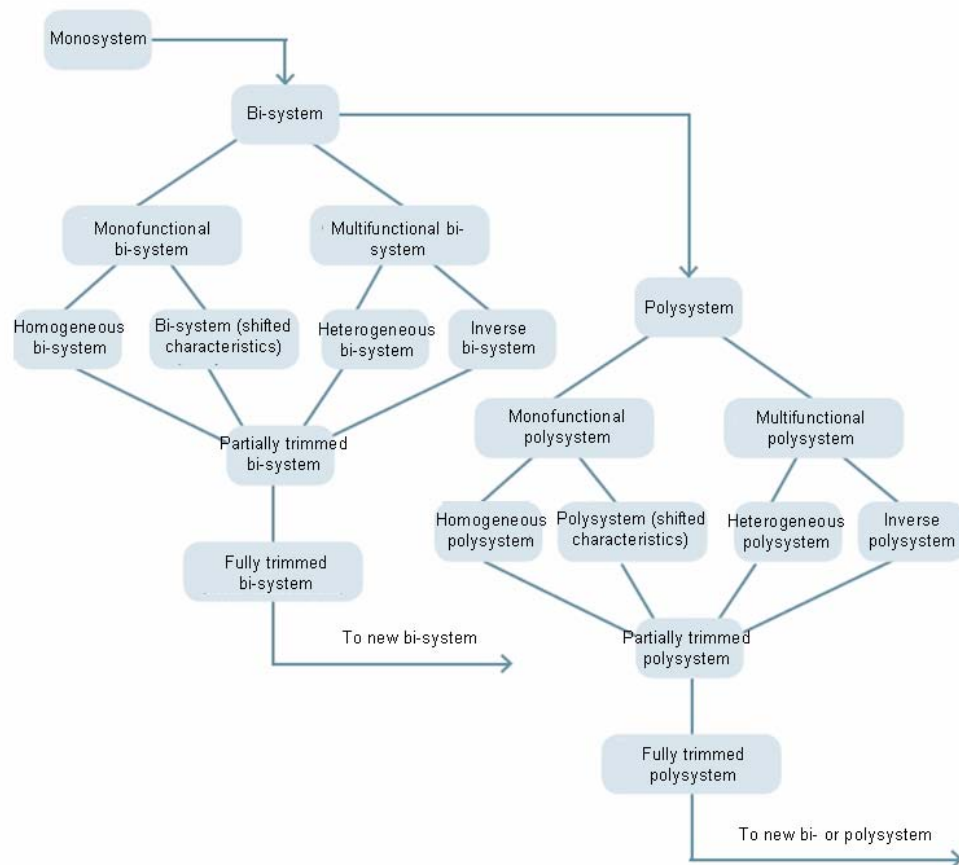 Monosystem
Bi-system
Monofunctional
bi-system
Multifunctional bi-
system
Homogeneous
bi-system
Bi-system (shifted
characteristics)
Heterogeneous
bi-system
Inverse
bi-system
Partially trimmed
bi-system
Fully trimmed
bi-system
To new bi-system
Polysystem
Monofunctional
polysystem
Multifunctional
polysystem
Homogeneous
polysystem
Polysystem (shifted
characteristics)
Heterogeneous
polysystem
Inverse
polysystem
Partially trimmed
polysystem
Fully trimmed
polysystem
To new bi- or polysystem